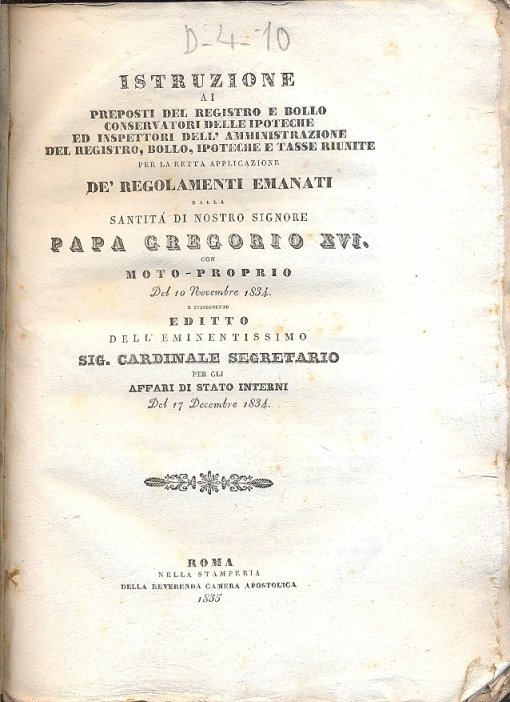 D-4-10
ISTRUZIONE
AI
PREPOSTI DEL REGISTRO E BOLLO
CONSERVATORI DELLE IPOTECHE
ED INSPETTORI DELL' AMMINISTRAZIONE
DEL REGISTRO, BOLLO, IPOTECHE E TASSE RIUNITE
PER LA RETTA APPLICAZIONE
DE' REGOLAMENTI EMANATI
DALLA
SANTITÁ DI NOSTRO SIGNORE
PAPA GREGORIO XVI.
CON
MOTO-PROPRIO
Del 10 Novembre 1834.
E SUSSEGUENTE
EDITTO
DELL' EMINENTISSIMO
SIG. CARDINALE SEGRETARIO
PER GLI
AFFARI DI STATO INTERNI
Del 17 Decembre 1834.
ROMA
NELLA STAMPERIA
DELLA REVERENDA CAMERA APOSTOLICA
1835